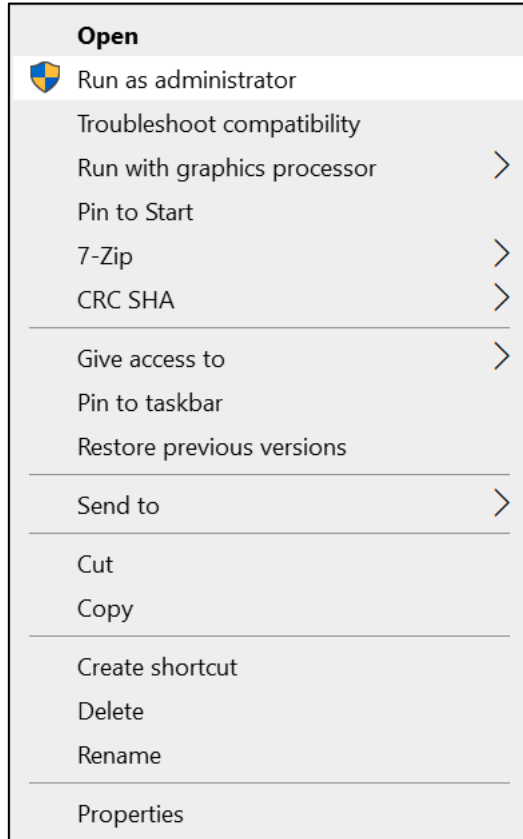 Open
Run as administrator
Troubleshoot compatibility
Run with graphics processor
Pin to Start
7-Zip
CRC SHA
Give access to
Pin to taskbar
Restore previous versions
Send to
Cut
Copy
Create shortcut
Delete
Rename
Properties